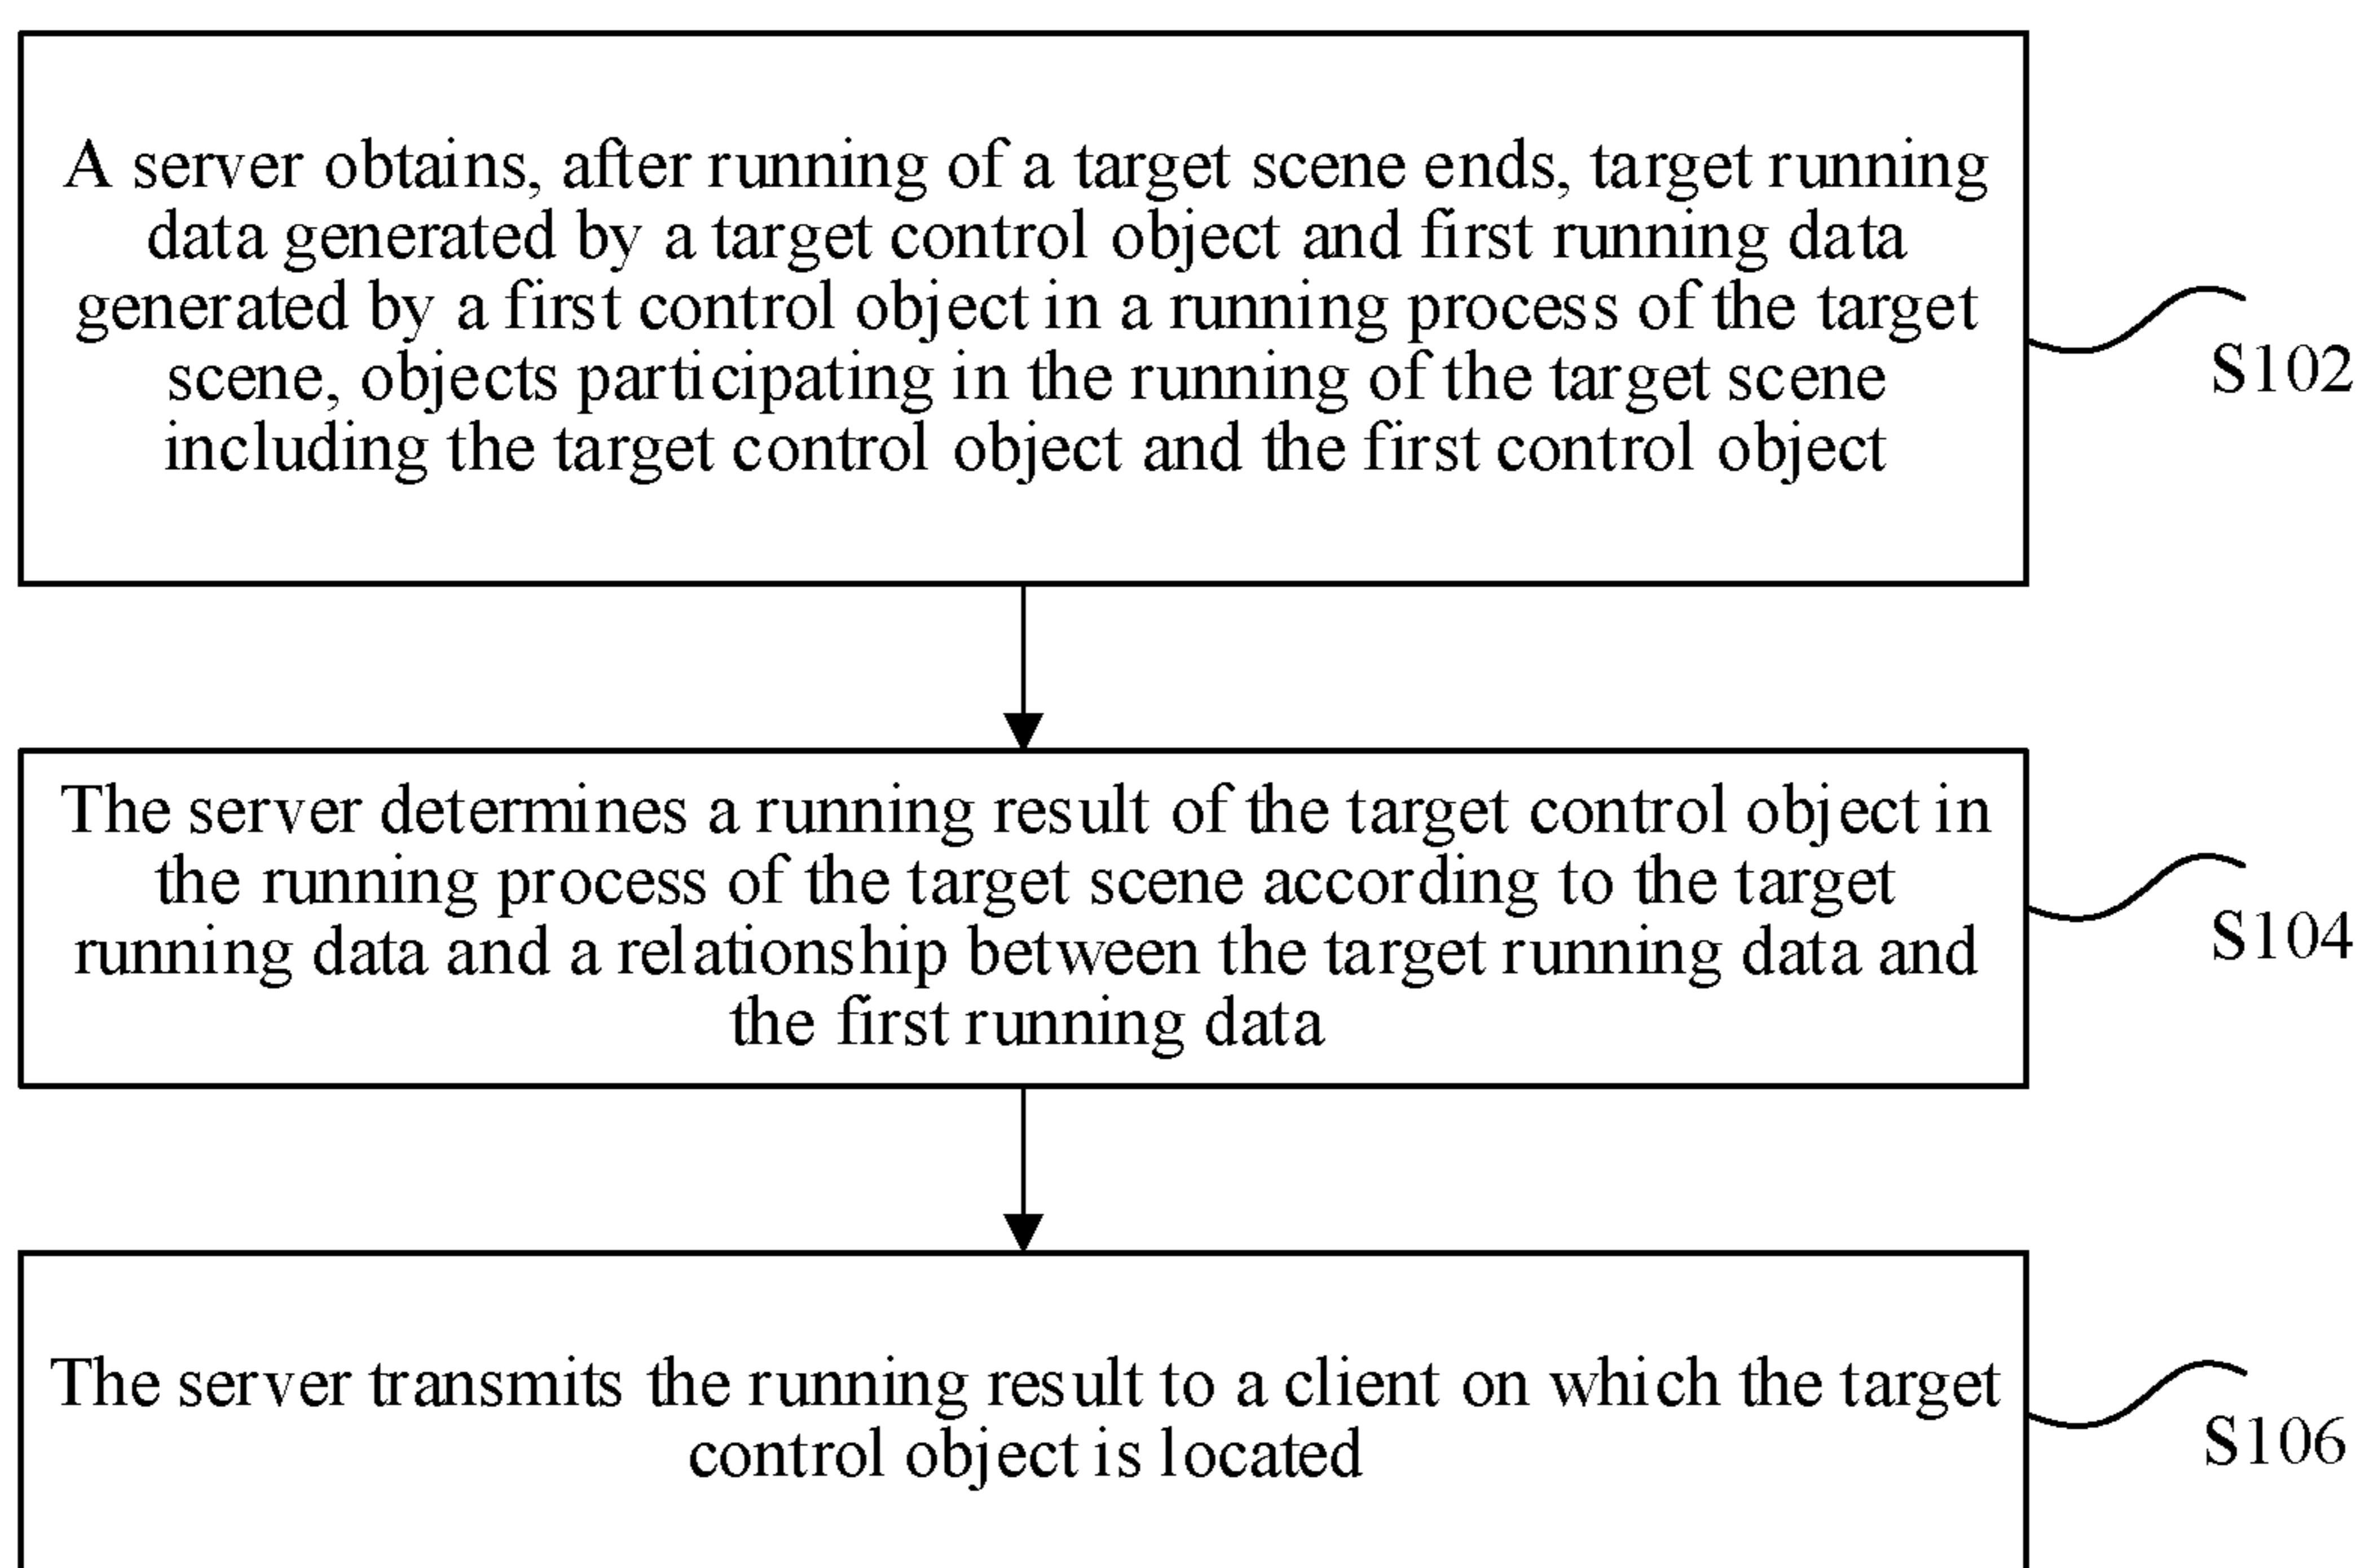 A server obtains, after running of a target scene ends, target running
data generated by a target control object and first running data
generated by a first control object in a running process of the target
scene, objects participating in the running of the target scene
including the target control object and the first control object
S102
The server determines a running result of the target control object in
the running process of the target scene according to the target
running data and a relationship between the target running data and
the first running data
S104
The server transmits the running result to a client on which the target
control object is located
S106